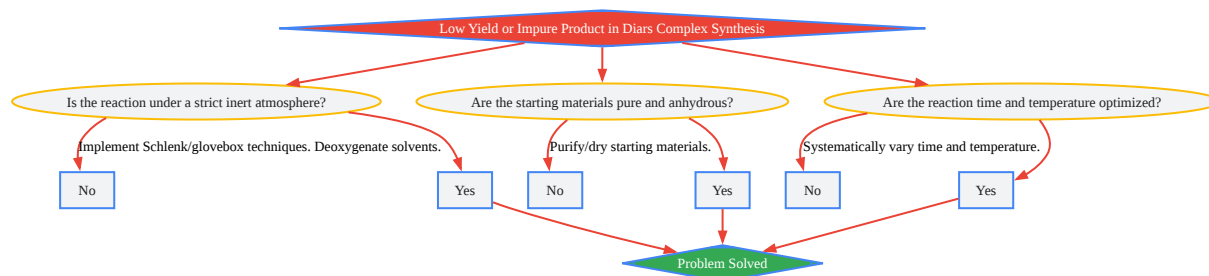 Low Yield or Impure Product in Diars Complex Synthesis
Is the reaction under a strict inert atmosphere?
Are the starting materials pure and anhydrous?
Are the reaction time and temperature optimized?
Implement Schlenk/glovebox techniques. Deoxygenate solvents.
Purify/dry starting materials.
Systematically vary time and temperature.
No
Yes
No
Yes
No
Yes
Problem Solved